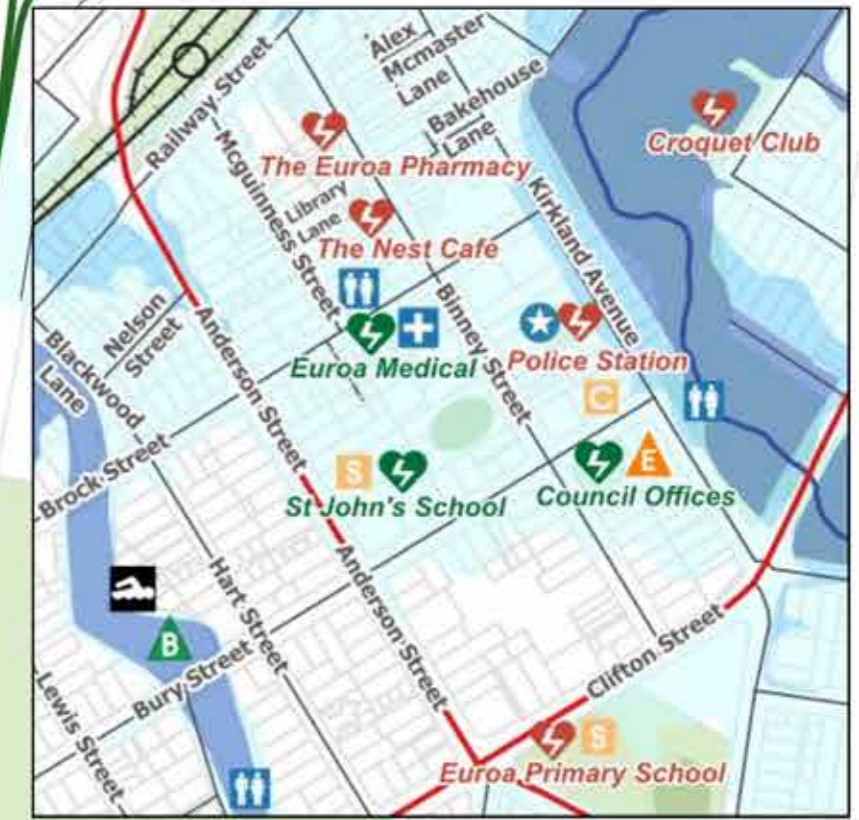 Alex
Mcmaster
Lane
Railway Street
Bakehouse
Lane
Croquet Club
The Euroa Pharmacy
Mcguinness Street
Library
Lane
The Nest Cafe
Kirkland Avenue
Nelson
Street
Binney Street
Euroa Medical
Police Station
Anderson Street
Blackwood
Lane
C
Brock Street
S
St John's School
E
Council Offices
Anderson Street
Hart Street
B
Bury Street
Clifton Street
Lewis Street
S
Euroa Primary School